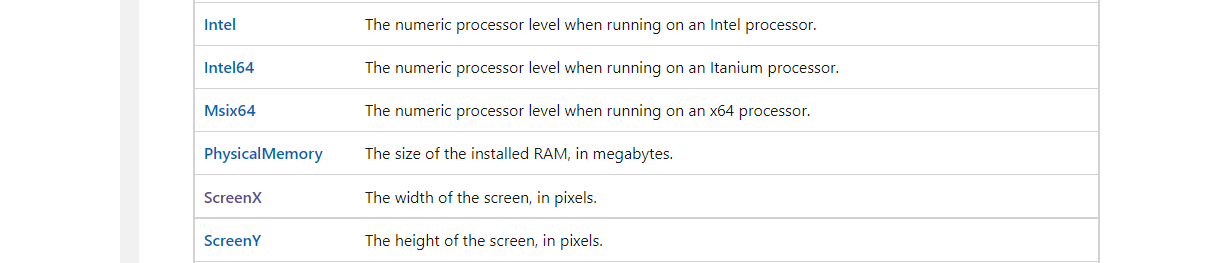 Intel The numeric processor level when running on an Intel processor.
Intel64 The numeric processor level when running on an Itanium processor.
Msix64 The numeric processor level when running on an x64 processor.
PhysicalMemory The size of the installed RAM, in megabytes.
ScreenX The width of the screen, in pixels.
ScreenY The height of the screen, in pixels.